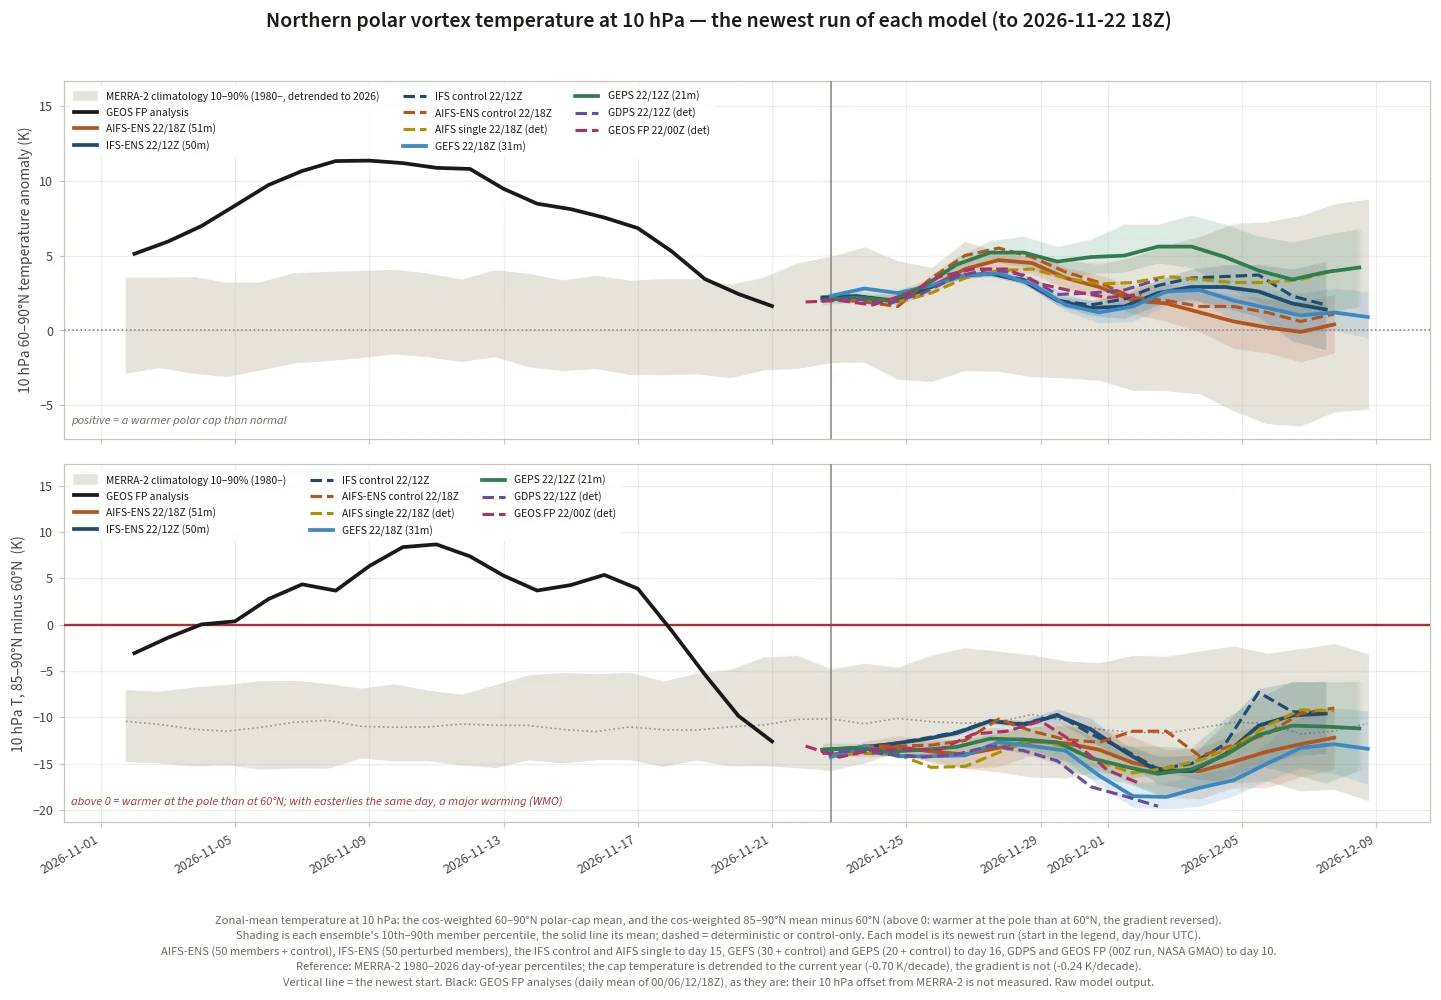 Northern polar vortex temperature at 10 hPa — the newest run of each model (to 2026-11-22 18Z)
10 hPa 60–90°N temperature anomaly (K)
15
10
5
0
−5
MERRA-2 climatology 10–90% (1980–, detrended to 2026)
GEOS FP analysis
AIFS-ENS 22/18Z (51m)
IFS-ENS 22/12Z (50m)
IFS control 22/12Z
AIFS-ENS control 22/18Z
AIFS single 22/18Z (det)
GEFS 22/18Z (31m)
GEPS 22/12Z (21m)
GDPS 22/12Z (det)
GEOS FP 22/00Z (det)
positive = a warmer polar cap than normal
10 hPa T, 85–90°N minus 60°N (K)
15
10
5
0
−5
−10
−15
−20
MERRA-2 climatology 10–90% (1980–)
GEOS FP analysis
AIFS-ENS 22/18Z (51m)
IFS-ENS 22/12Z (50m)
IFS control 22/12Z
AIFS-ENS control 22/18Z
AIFS single 22/18Z (det)
GEFS 22/18Z (31m)
GEPS 22/12Z (21m)
GDPS 22/12Z (det)
GEOS FP 22/00Z (det)
above 0 = warmer at the pole than at 60°N; with easterlies the same day, a major warming (WMO)
2026-11-01
2026-11-05
2026-11-09
2026-11-13
2026-11-17
2026-11-21
2026-11-25
2026-11-29
2026-12-01
2026-12-05
2026-12-09
Zonal-mean temperature at 10 hPa: the cos-weighted 60–90°N polar-cap mean, and the cos-weighted 85–90°N mean minus 60°N (above 0: warmer at the pole than at 60°N, the gradient reversed).
Shading is each ensemble's 10th–90th member percentile, the solid line its mean; dashed = deterministic or control-only. Each model is its newest run (start in the legend, day/hour UTC).
AIFS-ENS (50 members + control), IFS-ENS (50 perturbed members), the IFS control and AIFS single to day 15, GEFS (30 + control) and GEPS (20 + control) to day 16, GDPS and GEOS FP (00Z run, NASA GMAO) to day 10.
Reference: MERRA-2 1980–2026 day-of-year percentiles; the cap temperature is detrended to the current year (-0.70 K/decade), the gradient is not (-0.24 K/decade).
Vertical line = the newest start. Black: GEOS FP analyses (daily mean of 00/06/12/18Z), as they are: their 10 hPa offset from MERRA-2 is not measured. Raw model output.